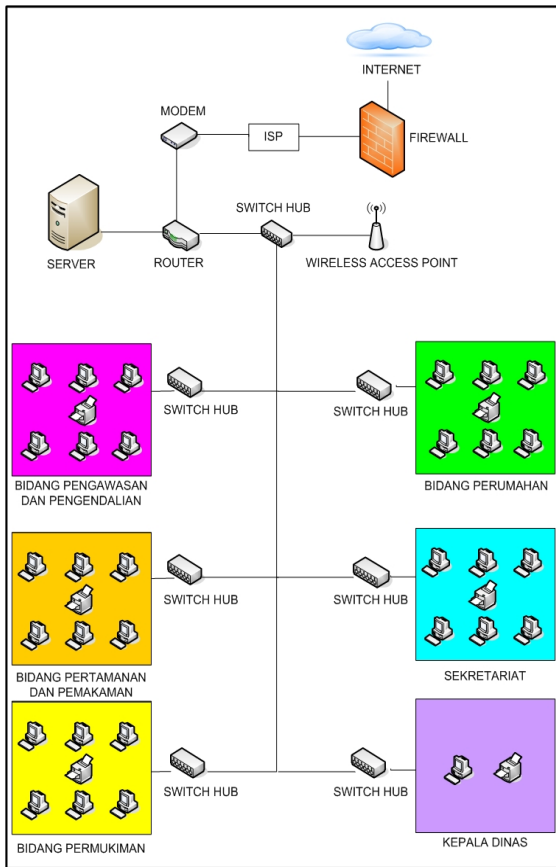 INTERNET
MODEM
ISP
FIREWALL
SWITCH HUB
SERVER
ROUTER
WIRELESS ACCESS POINT
SWITCH HUB
SWITCH HUB
BIDANG PENGAWASAN
DAN PENGENDALIAN
BIDANG PERUMAHAN
SWITCH HUB
SWITCH HUB
BIDANG PERTAMANAN
DAN PEMAKAMAN
SEKRETARIAT
SWITCH HUB
SWITCH HUB
BIDANG PERMUKIMAN
KEPALA DINAS